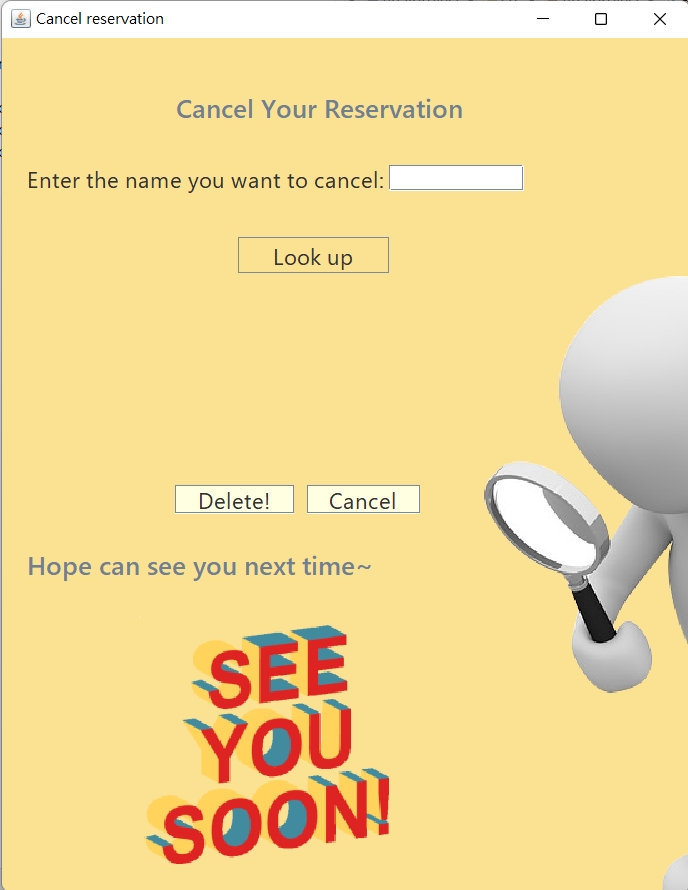 Cancel reservation
Cancel Your Reservation
Enter the name you want to cancel:
Look up
Delete! Cancel
Hope can see you next time~
SEE
YOU
SOON!